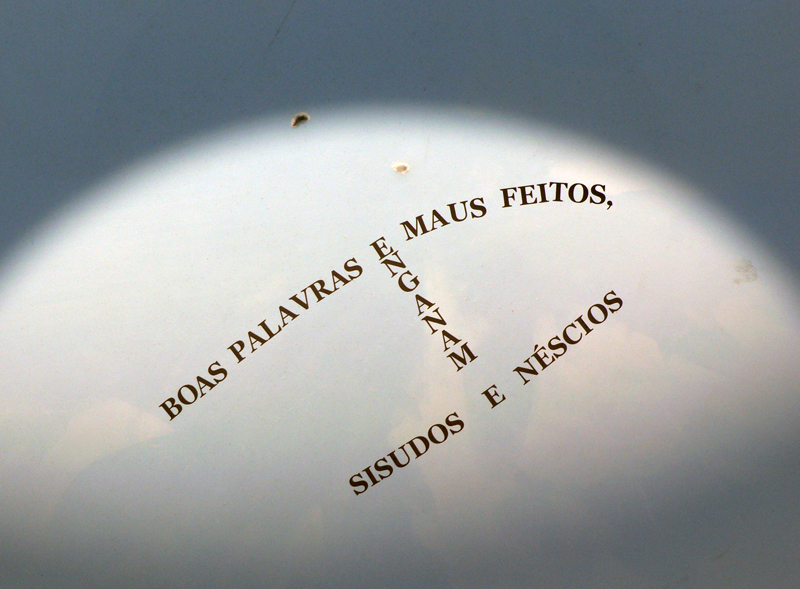 BOAS PALAVRAS E MAUS FEITOS,
ENGANAM
SISUDOS E NÉSCIOS